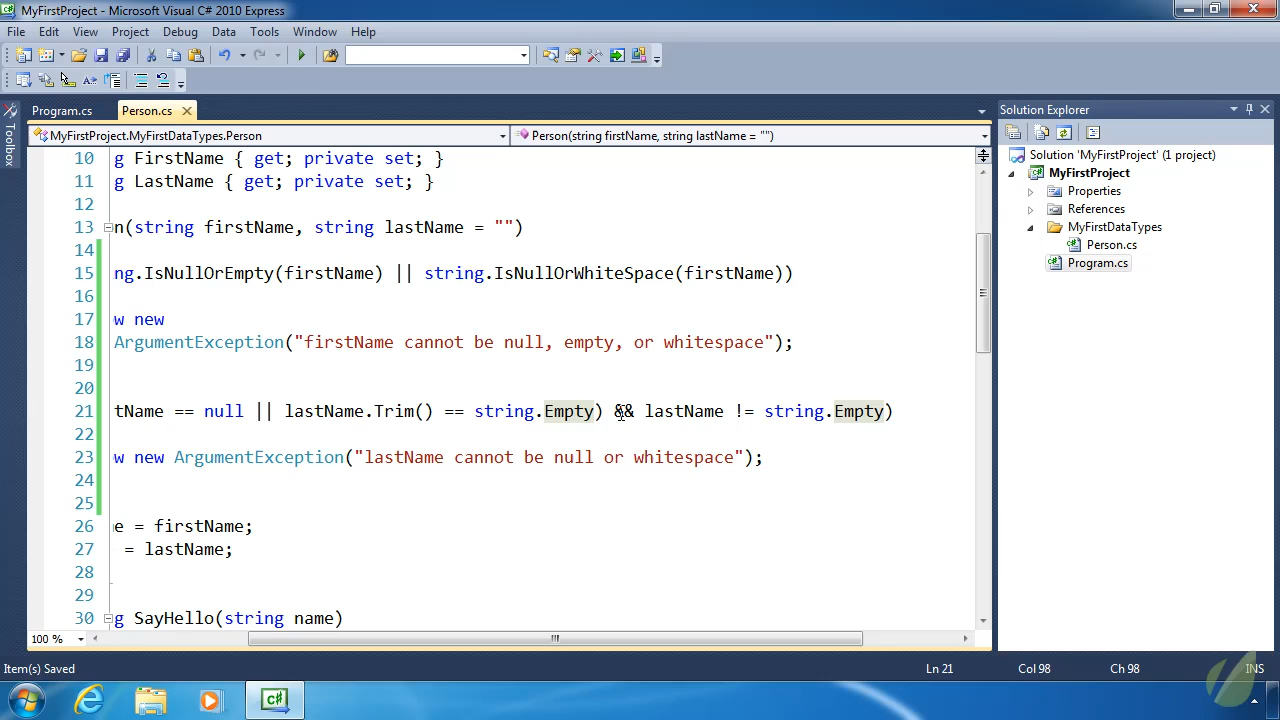 MyFirstProject - Microsoft Visual C# 2010 Express
File Edit View Project Debug Data Tools Window Help
Program.cs Person.cs
MyFirstProject.MyFirstDataTypes.Person Person(string firstName, string lastName = "")
10 g FirstName { get; private set; }
11 g LastName { get; private set; }
12
13 n(string firstName, string lastName = "")
14
15 ng.IsNullOrEmpty(firstName) || string.IsNullOrWhiteSpace(firstName))
16
17 w new
18 ArgumentException("firstName cannot be null, empty, or whitespace");
19
20
21 tName == null || lastName.Trim() == string.Empty) && lastName != string.Empty)
22
23 w new ArgumentException("lastName cannot be null or whitespace");
24
25
26 e = firstName;
27 = lastName;
28
29
30 g SayHello(string name)
100 %
Toolbox
Solution Explorer
Solution 'MyFirstProject' (1 project)
MyFirstProject
Properties
References
MyFirstDataTypes
Person.cs
Program.cs
Item(s) Saved Ln 21 Col 98 Ch 98 INS
C#